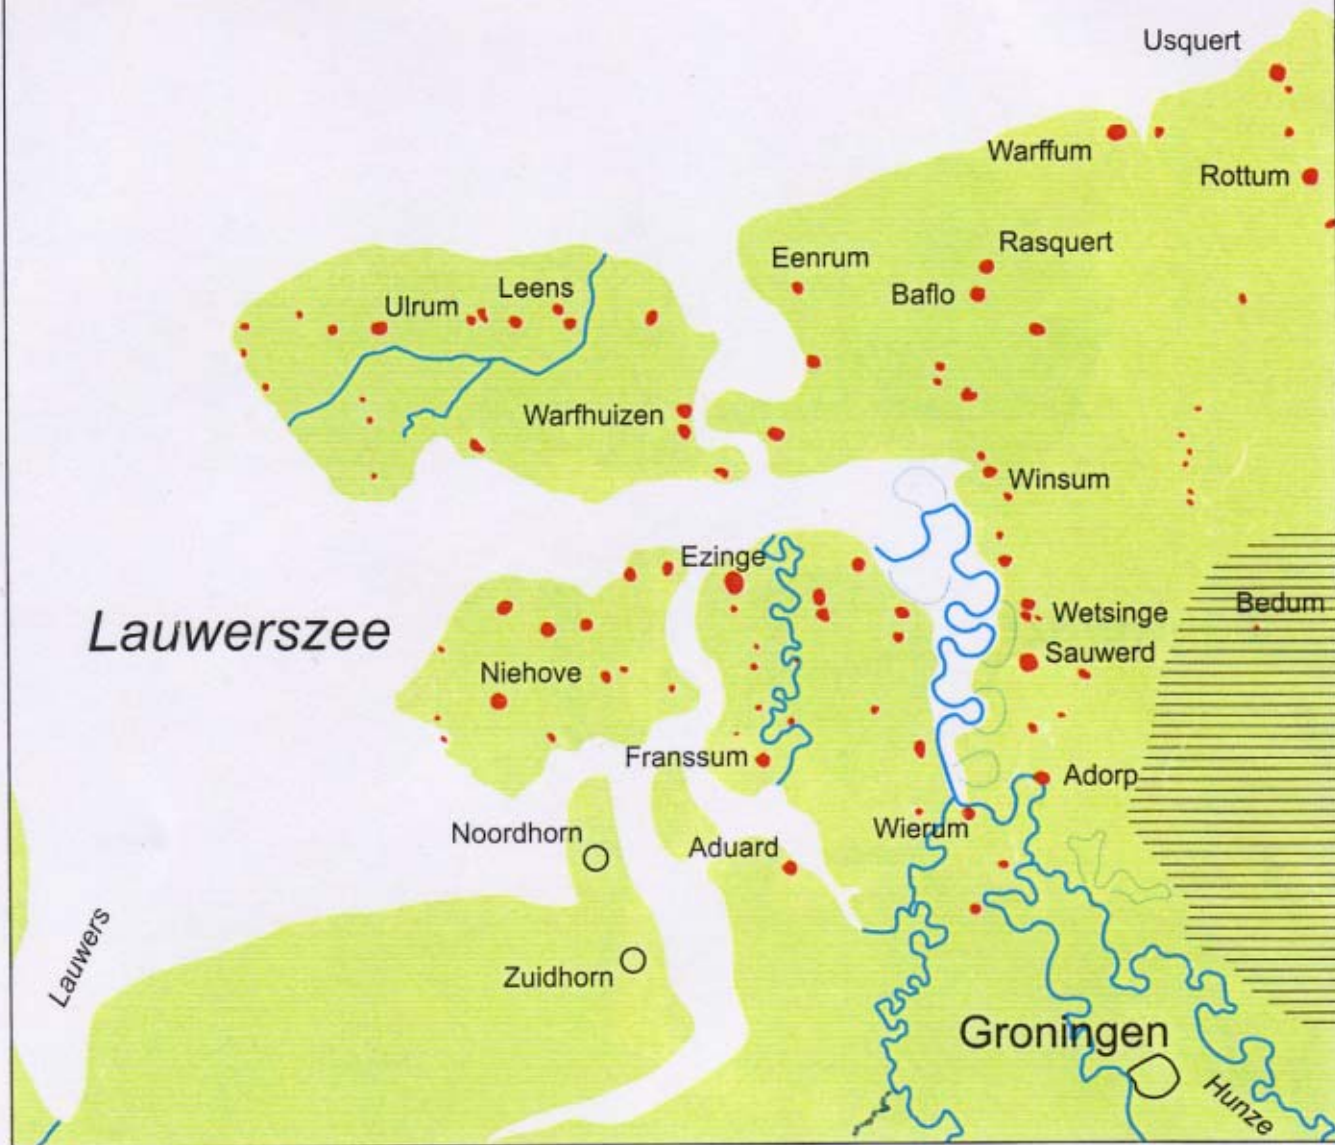 Usquert
Warffum
Rottum
Rasquert
Eenrum
Baflo
Leens
Ulrum
Warfhuizen
Winsum
Ezinge
Wetsinge
Bedum
Lauwerszee
Sauwerd
Niehove
Franssum
Adorp
Noordhorn
Wierum
Aduard
Lauwers
Zuidhorn
Groningen
Hunze